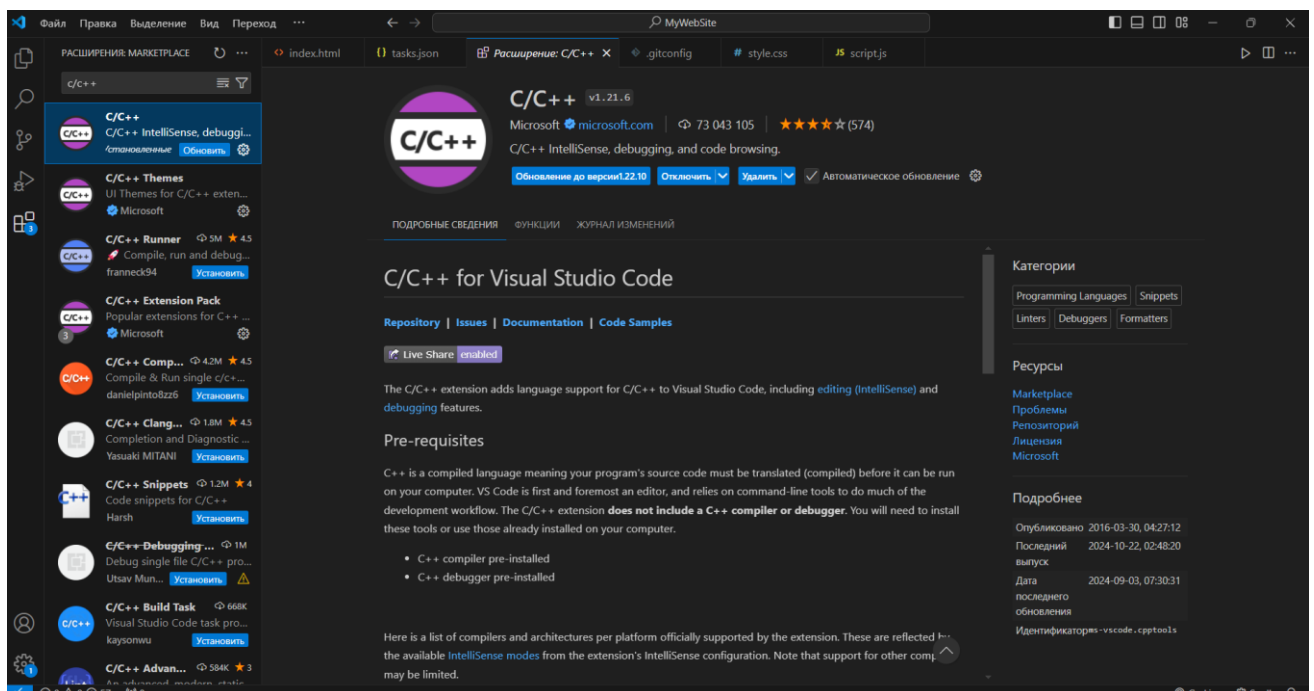 Файл Правка Выделение Вид Переход ···
MyWebSite
РАСШИРЕНИЯ: MARKETPLACE
c/c++
C/C++
C/C++
C/C++ IntelliSense, debuggi...
Обновить
C/C++
C/C++ Themes
UI Themes for C/C++ exten...
Microsoft
C/C++
C/C++ Runner 5M 4.5
Compile, run and debug...
franneck94 Установить
C/C++
C/C++ Extension Pack
Popular extensions for C++ ...
Microsoft
3
C/C++
C/C++ Comp... 4.2M 4.5
Compile & Run single c/c+...
danielpinto8zz6 Установить
C/C++ Clang... 1.8M 4.5
Completion and Diagnostic ...
Yasuaki MITANI Установить
C++
C/C++ Snippets 1.2M 4
Code snippets for C/C++
Harsh Установить
C/C++ Debugging ... 1M
Debug single file C/C++ pro...
Utsav Mun... Установить
C/C++
C/C++ Build Task 668K
Visual Studio Code task pro...
kaysonwu Установить
C/C++ Advan... 584K 3
An advanced, modern, static...
3
1
index.html
{} tasks.json
Расширение: C/C++
.gitconfig
# style.css
JS script.js
C/C++
C/C++ v1.21.6
Microsoft microsoft.com 73 043 105 (574)
C/C++ IntelliSense, debugging, and code browsing.
Обновление до версии1.22.10 Отключить Удалить Автоматическое обновление
ПОДРОБНЫЕ СВЕДЕНИЯ ФУНКЦИИ ЖУРНАЛ ИЗМЕНЕНИЙ
C/C++ for Visual Studio Code
Repository | Issues | Documentation | Code Samples
Live Share enabled
The C/C++ extension adds language support for C/C++ to Visual Studio Code, including editing (IntelliSense) and
debugging features.
Pre-requisites
C++ is a compiled language meaning your program's source code must be translated (compiled) before it can be run
on your computer. VS Code is first and foremost an editor, and relies on command-line tools to do much of the
development workflow. The C/C++ extension does not include a C++ compiler or debugger. You will need to install
these tools or use those already installed on your computer.
• C++ compiler pre-installed
• C++ debugger pre-installed
Here is a list of compilers and architectures per platform officially supported by the extension. These are reflected
the available IntelliSense modes from the extension's IntelliSense configuration. Note that support for other
may be limited.
Категории
Programming Languages Snippets
Linters Debuggers Formatters
Ресурсы
Marketplace
Проблемы
Репозиторий
Лицензия
Microsoft
Подробнее
Опубликовано 2016-03-30, 04:27:12
Последний 2024-10-22, 02:48:20
выпуск
Дата 2024-09-03, 07:30:31
последнего
обновления
Идентификатор ms-vscode.cpptools